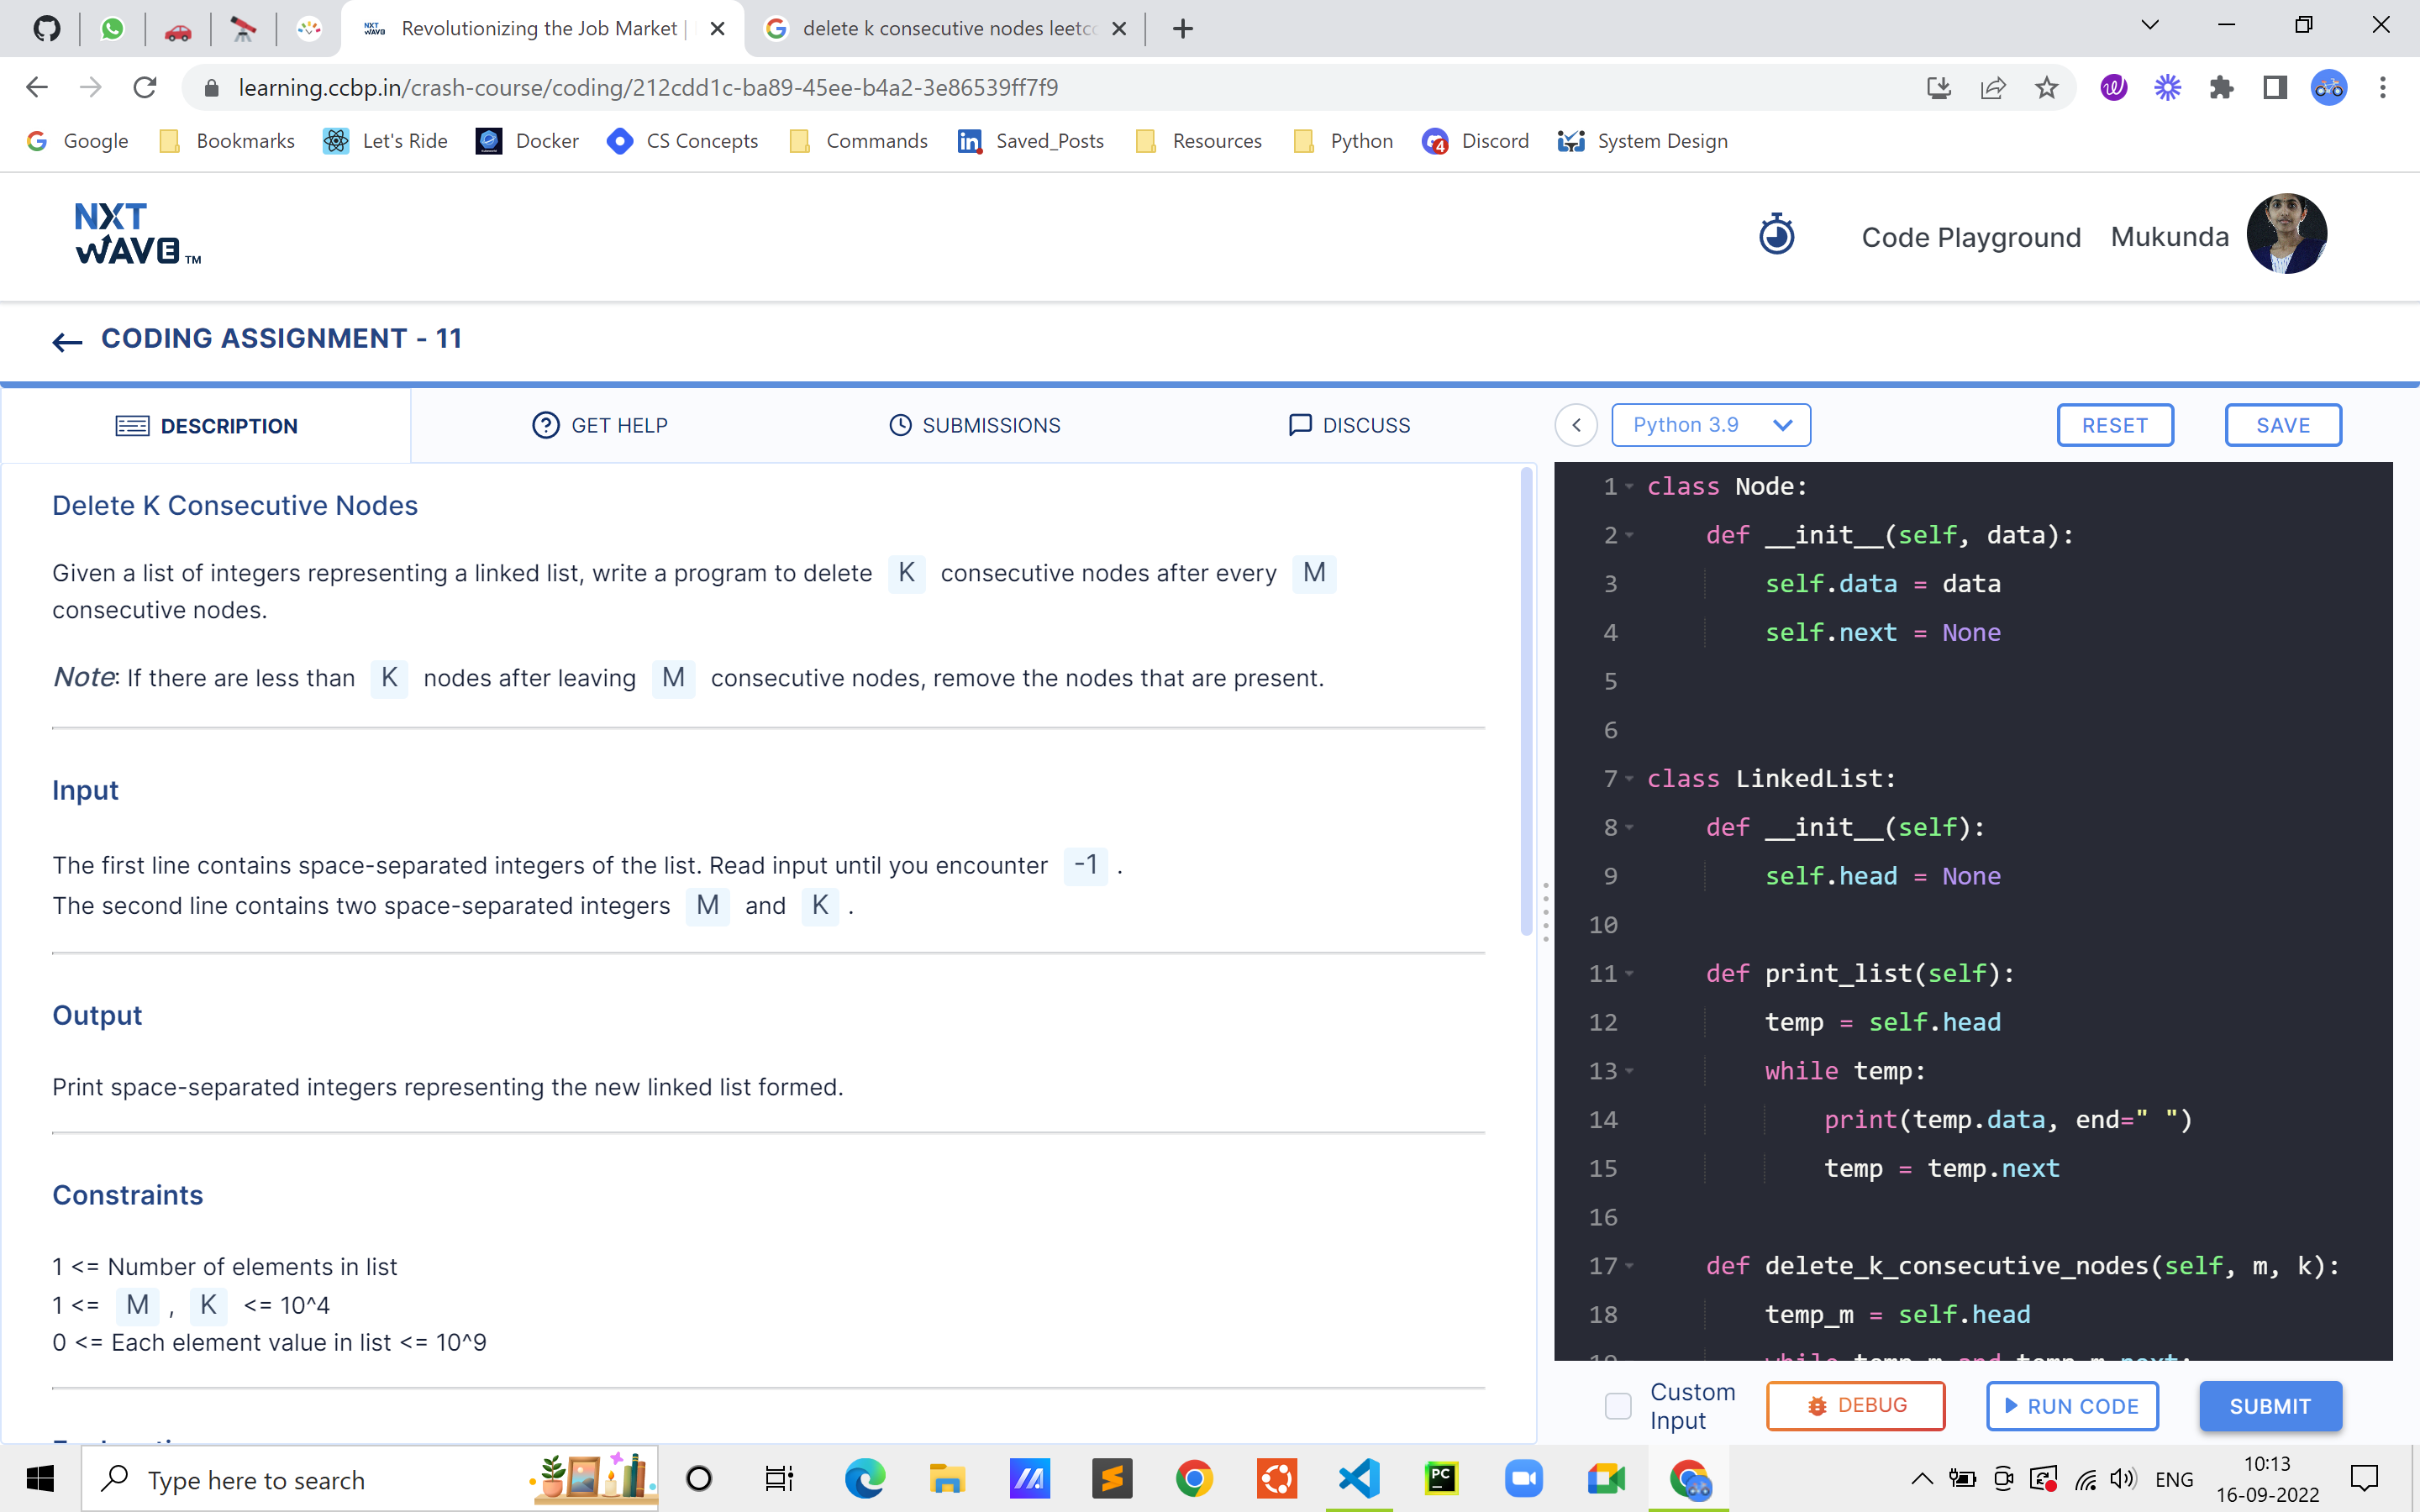 Revolutionizing the Job Market |
delete k consecutive nodes leetco
learning.ccbp.in/crash-course/coding/212cdd1c-ba89-45ee-b4a2-3e86539ff7f9
Google Bookmarks Let's Ride Docker CS Concepts Commands Saved_Posts Resources Python Discord System Design
NXT
WAVE TM
Code Playground Mukunda
CODING ASSIGNMENT - 11
DESCRIPTION GET HELP SUBMISSIONS DISCUSS
Python 3.9 RESET SAVE
Delete K Consecutive Nodes
Given a list of integers representing a linked list, write a program to delete K consecutive nodes after every M
consecutive nodes.
Note: If there are less than K nodes after leaving M consecutive nodes, remove the nodes that are present.
Input
The first line contains space-separated integers of the list. Read input until you encounter -1 .
The second line contains two space-separated integers M and K .
Output
Print space-separated integers representing the new linked list formed.
Constraints
1 <= Number of elements in list
1 <= M , K <= 10^4
0 <= Each element value in list <= 10^9
1 class Node:
2 def __init__(self, data):
3 self.data = data
4 self.next = None
5
6
7 class LinkedList:
8 def __init__(self):
9 self.head = None
10
11 def print_list(self):
12 temp = self.head
13 while temp:
14 print(temp.data, end=" ")
15 temp = temp.next
16
17 def delete_k_consecutive_nodes(self, m, k):
18 temp_m = self.head
19 while temp_m and temp_m.next:
Custom
Input
DEBUG RUN CODE SUBMIT
Type here to search
PC
ENG
10:13
16-09-2022